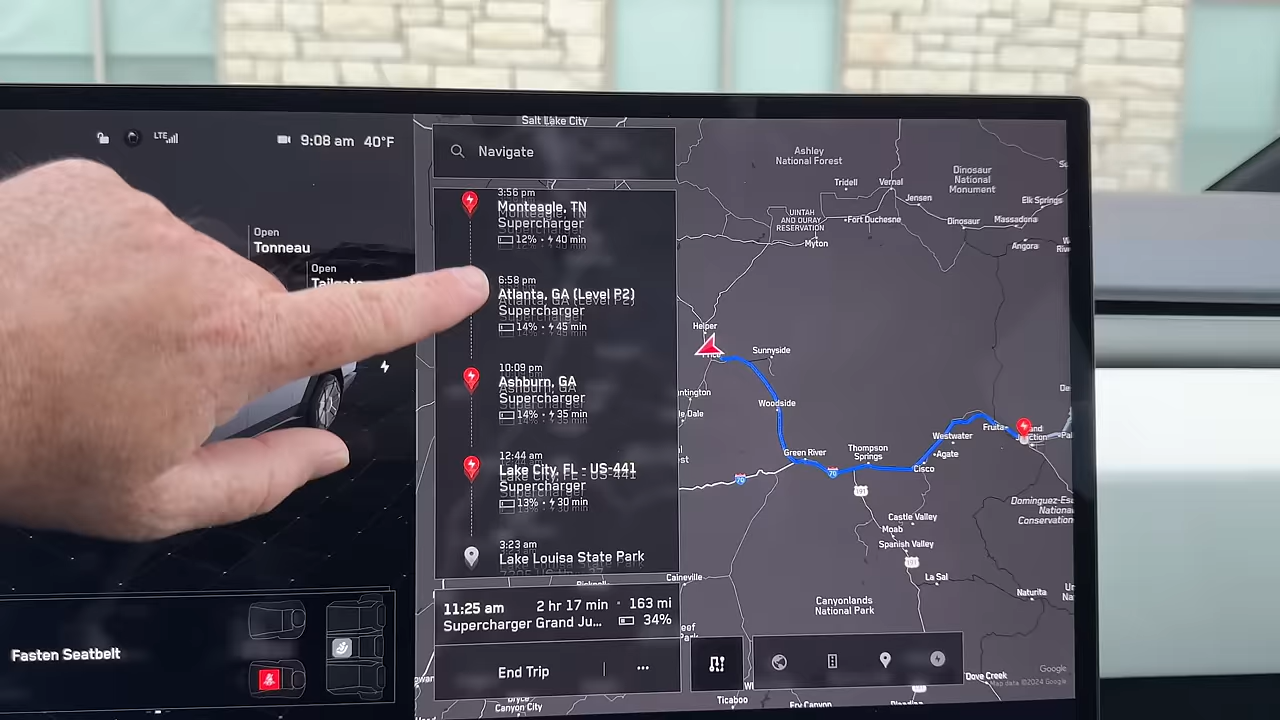 LTE
9:08 am 40°F
Open
Tonneau
Open
Fasten Seatbelt
Navigate
3:56 pm
Monteagle, TN
Supercharger
12% · 40 min
6:58 pm
Atlanta, GA (Level P2)
Supercharger
14% · 45 min
10:09 pm
Ashburn, GA
Supercharger
14% · 35 min
12:44 am
Lake City, FL - US-441
Supercharger
13% · 30 min
3:23 am
Lake Louisa State Park
11:25 am 2 hr 17 min · 163 mi
Supercharger Grand Ju... 34%
End Trip
Salt Lake City
Ashley
National Forest
Dinosaur
National
Monument
Tridell
Vernal
Jensen
Elk Springs
UINTAH
AND OURAY
RESERVATION
Fort Duchesne
Dinosaur
Massadona
Myton
Angora
Helper
Sunnyside
Woodside
Green River
Thompson
Springs
Westwater
Fruita
Agate
Cisco
70
70
191
Dominguez-Es
National
Conservation
Castle Valley
Moab
Spanish Valley
191
La Sal
Caineville
Canyonlands
National Park
Naturita
Dove Creek
Google
Map data ©2024 Google
Ticaboo
Canyon City